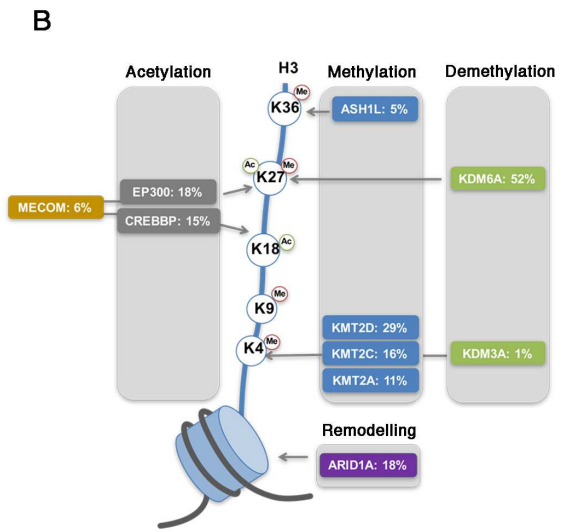 B
Acetylation
H3
Methylation
Demethylation
Me
K36
ASH1L: 5%
Ac
Me
K27
KDM6A: 52%
EP300: 18%
MECOM: 6%
CREBBP: 15%
K18
Ac
Me
K9
KMT2D: 29%
Me
K4
KMT2C: 16%
KDM3A: 1%
KMT2A: 11%
Remodelling
ARID1A: 18%